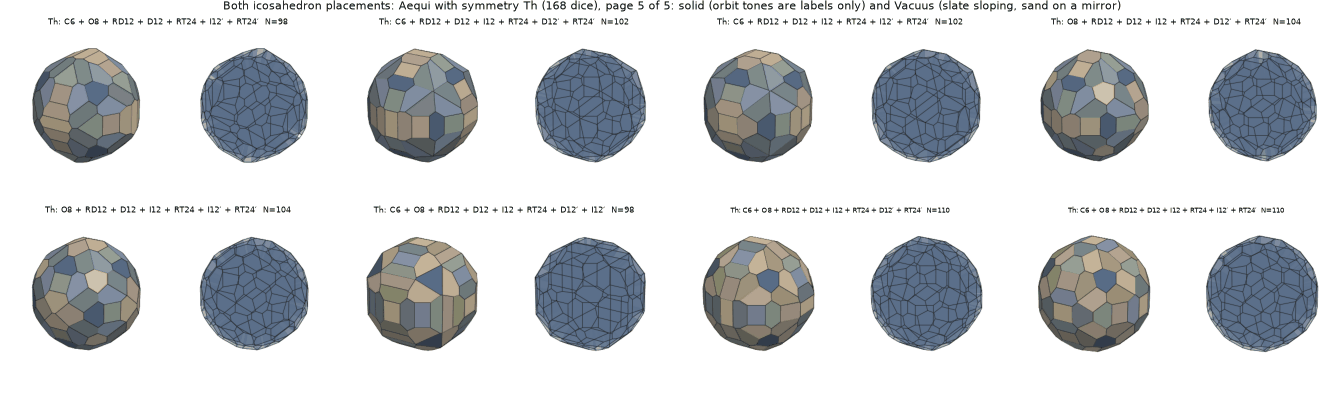 Both icosahedron placements: Aequi with symmetry Th (168 dice), page 5 of 5: solid (orbit tones are labels only) and Vacuus (slate sloping, sand on a mirror)
Th: C6 + O8 + RD12 + D12 + RT24 + I12′ + RT24′ N=98
Th: C6 + O8 + RD12 + D12 + I12 + RT24 + D12′ + RT24′ N=102
Th: C6 + O8 + RD12 + D12 + I12 + RT24 + I12′ + RT24′ N=102
Th: O8 + RD12 + D12 + I12 + RT24 + D12′ + RT24′ N=104
Th: O8 + RD12 + D12 + I12 + RT24 + I12′ + RT24′ N=104
Th: C6 + O8 + RD12 + D12 + I12 + RT24 + D12′ + I12′ N=98
Th: C6 + O8 + RD12 + D12 + I12 + RT24 + D12′ + RT24′ N=110
Th: C6 + O8 + RD12 + D12 + I12 + RT24 + I12′ + RT24′ N=110